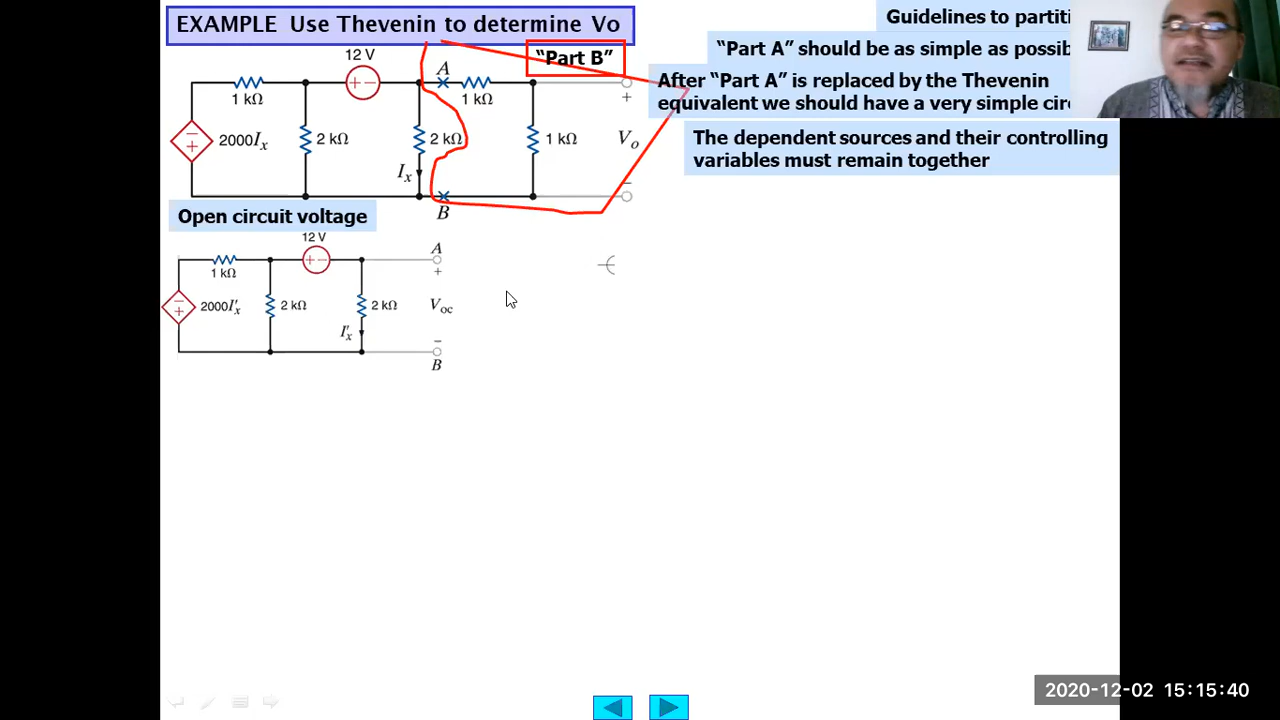 EXAMPLE Use Thevenin to determine Vo
Guidelines to partiti
"Part A" should be as simple as possib
After "Part A" is replaced by the Thevenin
equivalent we should have a very simple circ
The dependent sources and their controlling
variables must remain together
"Part B"
12 V
A
1 kΩ
1 kΩ
+
2000Ix
2 kΩ
2 kΩ
1 kΩ
Vo
Ix
−
B
Open circuit voltage
12 V
A
1 kΩ
+
2000I'x
2 kΩ
2 kΩ
Voc
I'x
−
B
2020-12-02 15:15:40